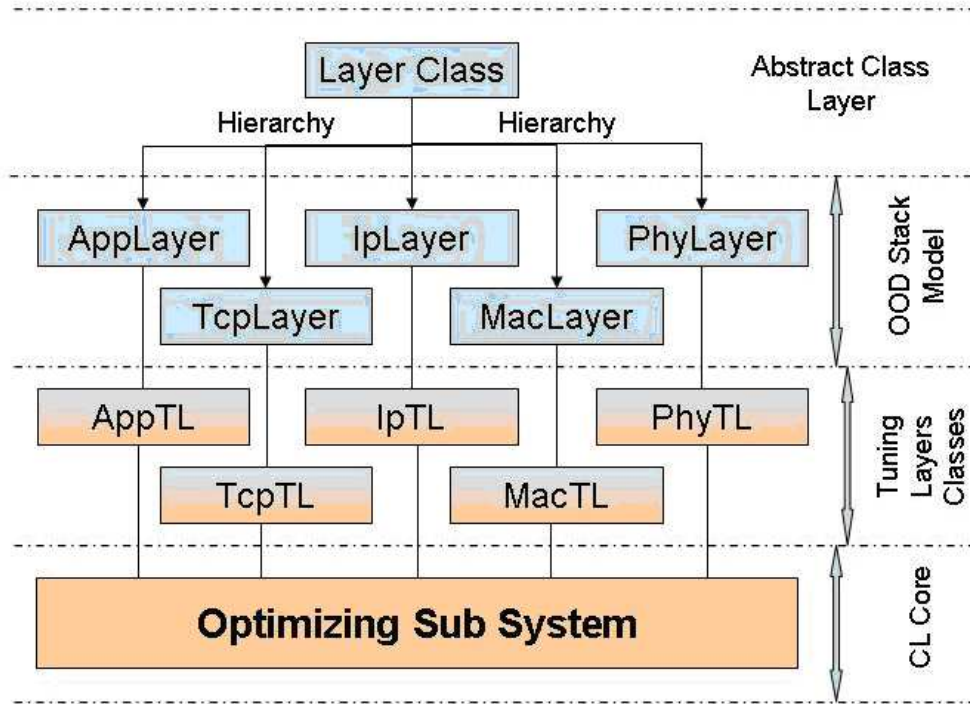 Layer Class
Abstract Class
Layer
Hierarchy
Hierarchy
AppLayer
IpLayer
PhyLayer
TcpLayer
MacLayer
OOD Stack
Model
AppTL
IpTL
PhyTL
TcpTL
MacTL
Tuning
Layers
Classes
Optimizing Sub System
CL Core